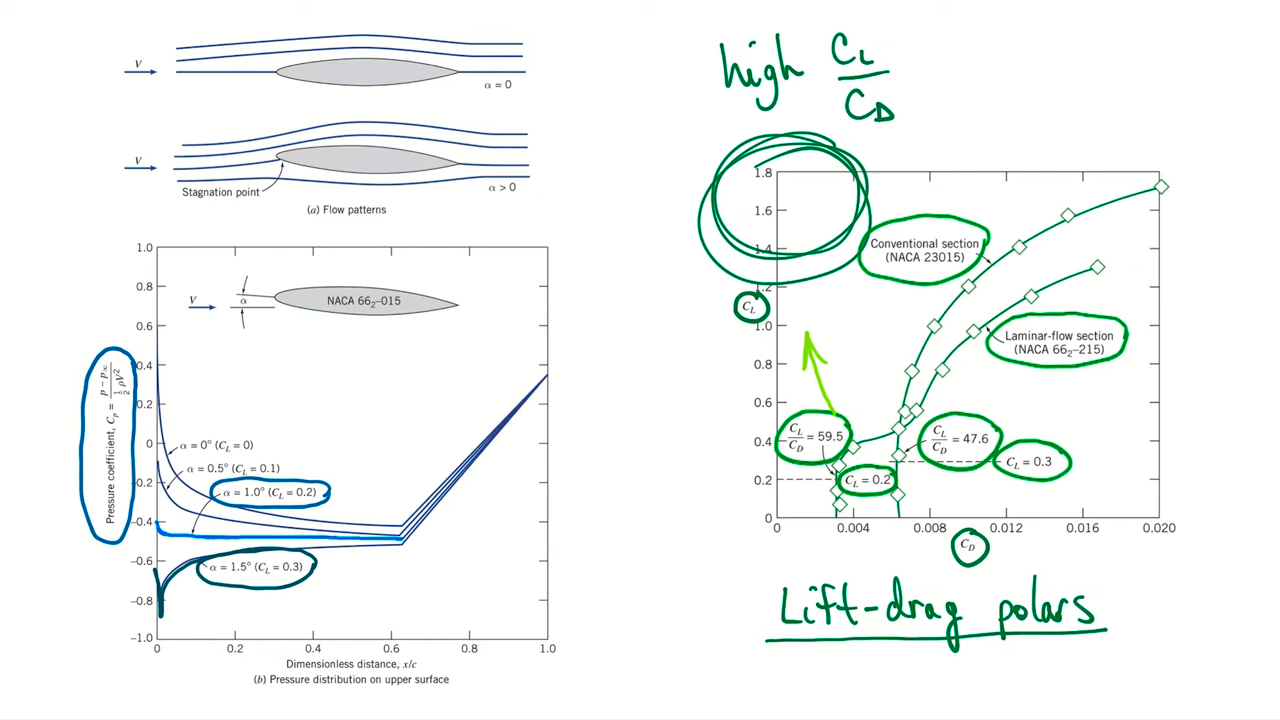 V
α = 0
V
Stagnation point
α > 0
(a) Flow patterns
1.0
0.8
0.6
0.4
0.2
0
−0.2
−0.4
−0.6
−0.8
−1.0
V
α
NACA 66₂–015
Pressure coefficient, Cₚ = p − p∞ / ½ ρV²
α = 0° (C_L = 0)
α = 0.5° (C_L = 0.1)
α = 1.0° (C_L = 0.2)
α = 1.5° (C_L = 0.3)
0 0.2 0.4 0.6 0.8 1.0
Dimensionless distance, x/c
(b) Pressure distribution on upper surface
high C_L / C_D
1.8
1.6
1.4
1.2
1.0
0.8
0.6
0.4
0.2
0
C_L
Conventional section
(NACA 23015)
Laminar-flow section
(NACA 66₂–215)
C_L / C_D = 59.5
C_L / C_D = 47.6
C_L = 0.3
C_L = 0.2
0 0.004 0.008 0.012 0.016 0.020
C_D
Lift-drag polars